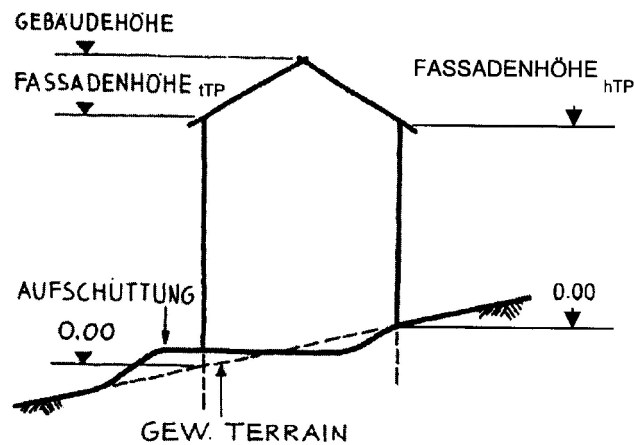 GEBÄUDEHÖHE
FASSADENHÖHE tTP
FASSADENHÖHE hTP
AUFSCHÜTTUNG
0.00
0.00
GEW. TERRAIN